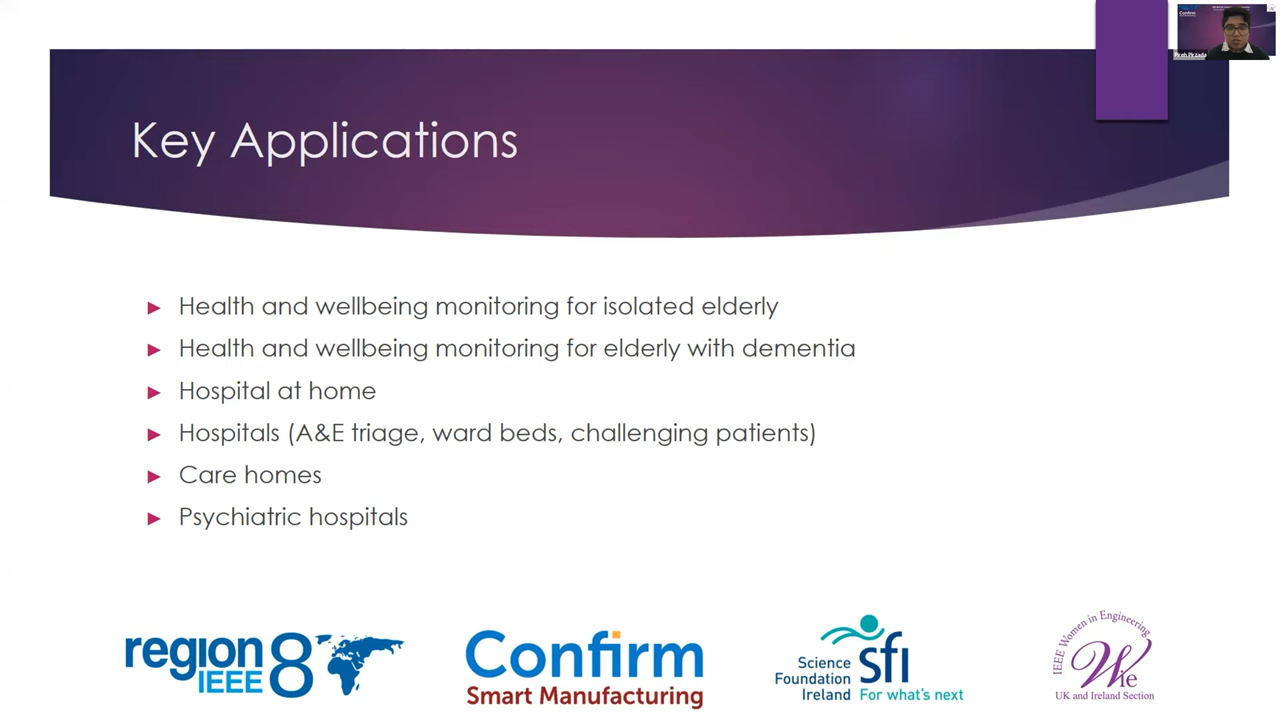 Confirm
Key Applications
Health and wellbeing monitoring for isolated elderly
Health and wellbeing monitoring for elderly with dementia
Hospital at home
Hospitals (A&E triage, ward beds, challenging patients)
Care homes
Psychiatric hospitals
region 8
IEEE
Confirm
Smart Manufacturing
Science
Foundation
Ireland
sfi
For what's next
IEEE Women in Engineering
Wie
UK and Ireland Section